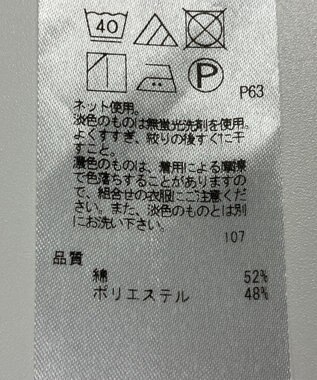 40
P
P63
ネット使用。
淡色のものは無蛍光洗剤を使用。
よくすすぎ、絞りの後すぐに干
すこと。
濃色のものは、着用による摩擦
で色落ちすることがありますの
で、組合せの衣服にご注意くだ
さい。また、淡色のものとは別
にお洗い下さい。
107
品質
綿 52%
ポリエステル 48%